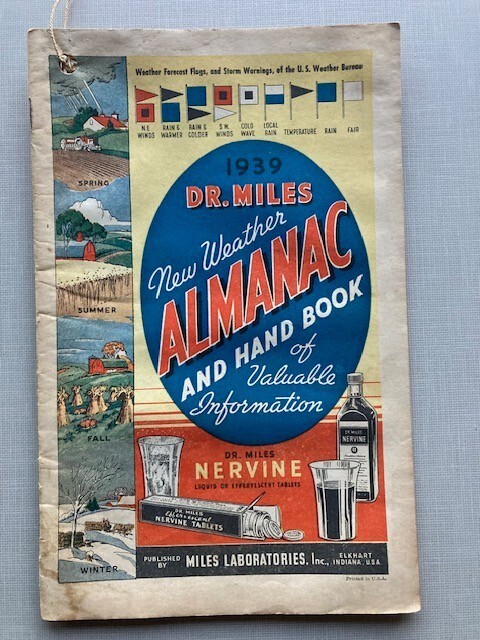 Weather Forecast Flags, and Storm Warnings, of the U.S. Weather Bureau
N.E. WINDS
RAIN & WARMER
RAIN & COLDER
S.W. WINDS
COLD WAVE
LOCAL RAIN
TEMPERATURE
RAIN
FAIR
SPRING
SUMMER
FALL
WINTER
1939
DR. MILES
New Weather
ALMANAC
AND HAND BOOK
of
Valuable
Information
DR. MILES
NERVINE
LIQUID OR EFFERVESCENT TABLETS
DR. MILES
NERVINE
DR. MILES
Effervescent
NERVINE TABLETS
PUBLISHED BY
MILES LABORATORIES, Inc.,
ELKHART
INDIANA, USA
Printed in U.S.A.